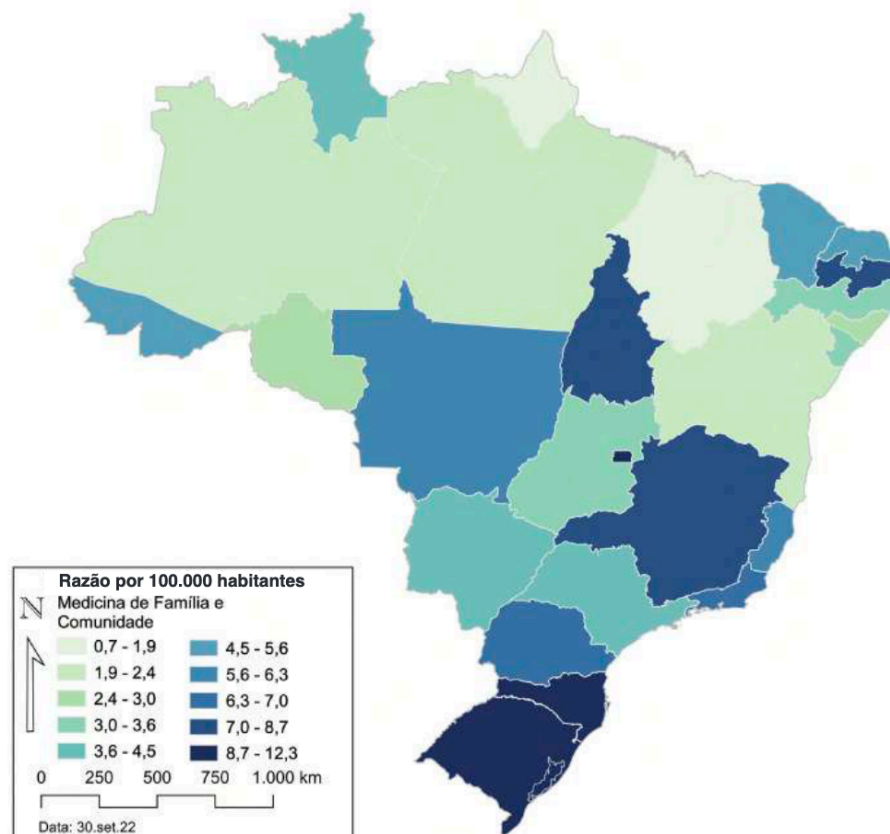 Razão por 100.000 habitantes
N
Medicina de Família e
Comunidade
0,7 - 1,9
1,9 - 2,4
2,4 - 3,0
3,0 - 3,6
3,6 - 4,5
4,5 - 5,6
5,6 - 6,3
6,3 - 7,0
7,0 - 8,7
8,7 - 12,3
0 250 500 750 1.000 km
Data: 30.set.22